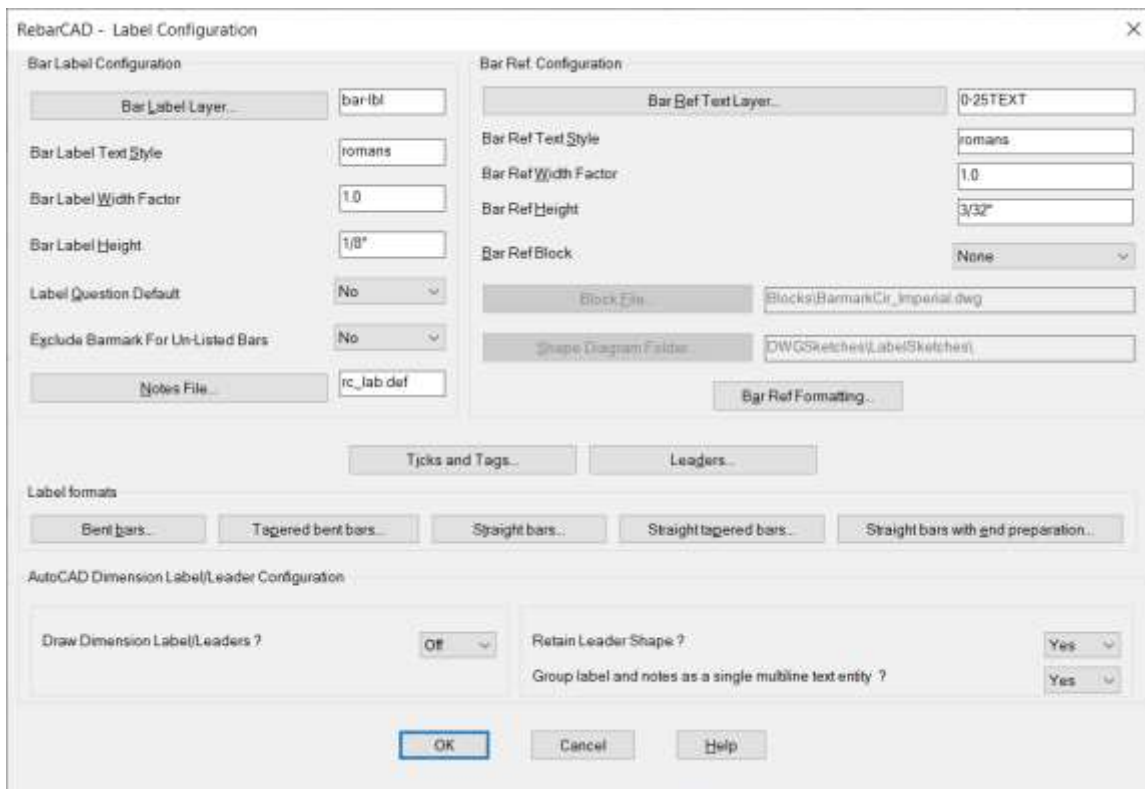 RebarCAD - Label Configuration
Bar Label Configuration
Bar Label Layer...
bar-lbl
Bar Label Text Style
romans
Bar Label Width Factor
1.0
Bar Label Height
1/8"
Label Question Default
No
Exclude Barmark For Un-Listed Bars
No
Notes File...
rc_lab.def
Bar Ref. Configuration
Bar Ref Text Layer...
0-25TEXT
Bar Ref Text Style
romans
Bar Ref Width Factor
1.0
Bar Ref Height
3/32"
Bar Ref Block
None
Block File...
Blocks\BarmarkCir_Imperial.dwg
Shape Diagram Folder...
DWGSketches\LabelSketches\
Bar Ref Formatting...
Ticks and Tags...
Leaders...
Label formats
Bent bars...
Tapered bent bars...
Straight bars...
Straight tapered bars...
Straight bars with end preparation...
AutoCAD Dimension Label/Leader Configuration
Draw Dimension Label/Leaders ?
Off
Retain Leader Shape ?
Yes
Group label and notes as a single multiline text entity ?
Yes
OK
Cancel
Help